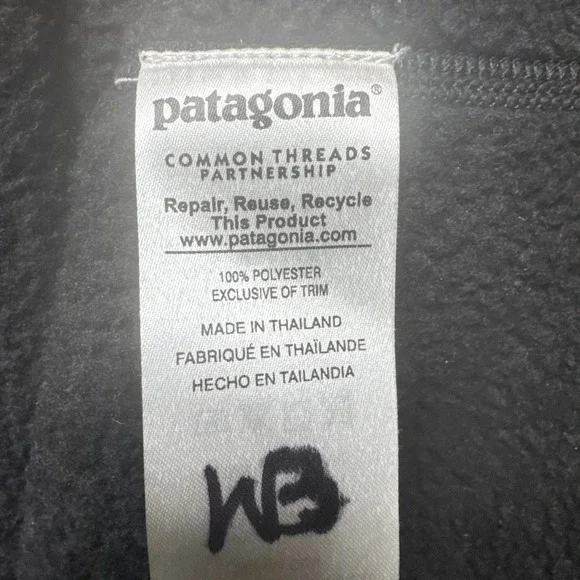 patagonia®
COMMON THREADS
PARTNERSHIP
Repair, Reuse, Recycle
This Product
www.patagonia.com
100% POLYESTER
EXCLUSIVE OF TRIM
MADE IN THAILAND
FABRIQUÉ EN THAÏLANDE
HECHO EN TAILANDIA
WB